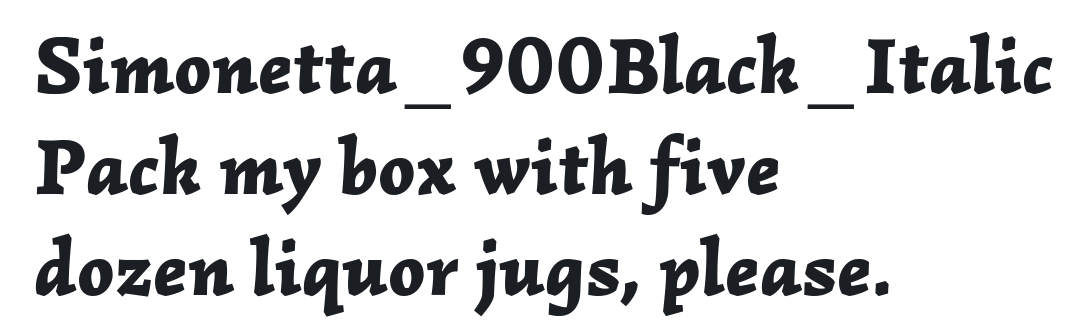 Simonetta_900Black_Italic
Pack my box with five
dozen liquor jugs, please.